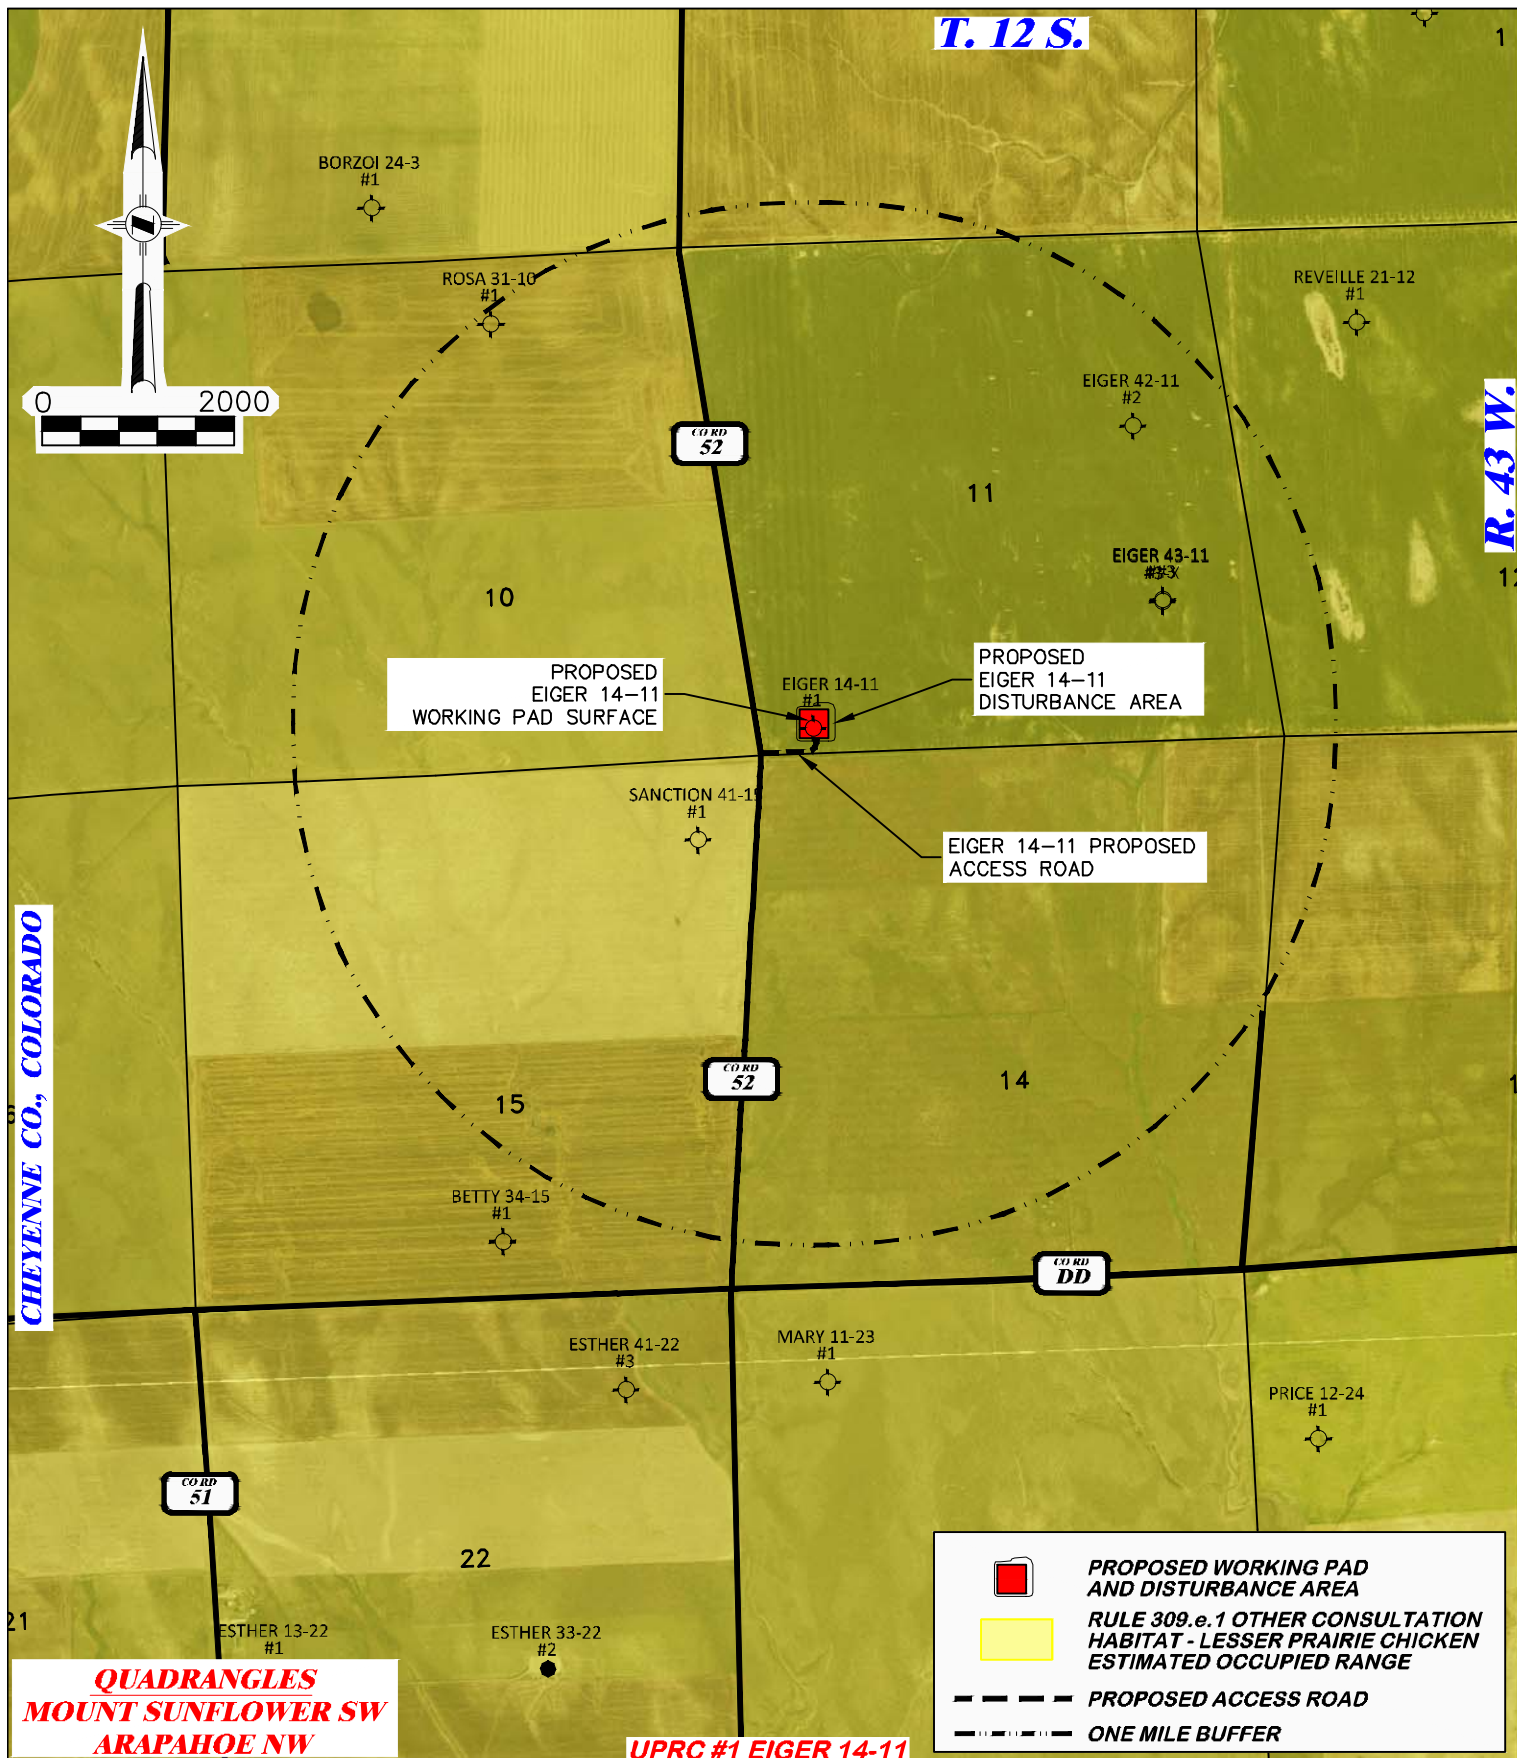 T. 12 S.
1
BORZOI 24-3
#1
ROSA 31-10
#1
REVEILLE 21-12
#1
0 2000
EIGER 42-11
#2
R. 43 W.
CO RD
52
11
EIGER 43-11
10
PROPOSED
EIGER 14-11
WORKING PAD SURFACE
EIGER 14-11
#1
PROPOSED
EIGER 14-11
DISTURBANCE AREA
SANCTION 41-15
#1
EIGER 14-11 PROPOSED
ACCESS ROAD
CHEYENNE CO., COLORADO
CO RD
52
14
15
BETTY 34-15
#1
CO RD
DD
ESTHER 41-22
#3
MARY 11-23
#1
PRICE 12-24
#1
CO RD
51
22
21
ESTHER 13-22
#1
ESTHER 33-22
#2
QUADRANGLES
MOUNT SUNFLOWER SW
ARAPAHOE NW
UPRC #1 EIGER 14-11
PROPOSED WORKING PAD
AND DISTURBANCE AREA
RULE 309.e.1 OTHER CONSULTATION
HABITAT - LESSER PRAIRIE CHICKEN
ESTIMATED OCCUPIED RANGE
PROPOSED ACCESS ROAD
ONE MILE BUFFER